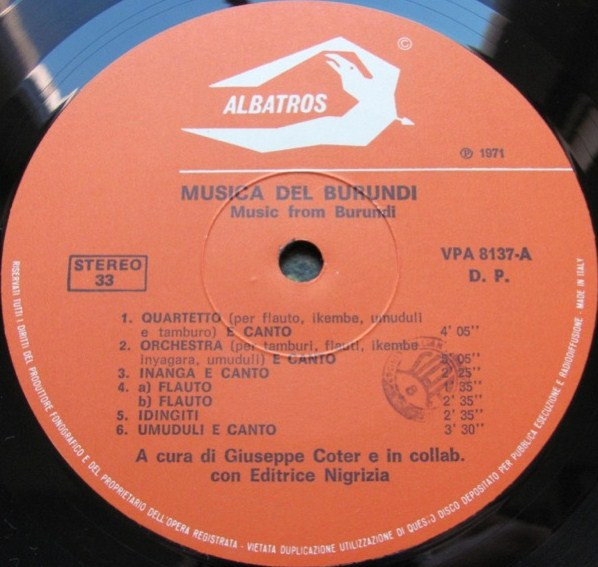 ©
ALBATROS
℗ 1971
MUSICA DEL BURUNDI
Music from Burundi
STEREO
33
VPA 8137-A
D. P.
1. QUARTETTO (per flauto, ikembe, umuduli
e tamburo) E CANTO 4' 05''
2. ORCHESTRA (per tamburi, flauti, ikembe
inyagara, umuduli) E CANTO 05''
3. INANGA E CANTO 2' 25''
4. a) FLAUTO 1' 35''
b) FLAUTO 2' 35''
5. IDINGITI 2' 35''
6. UMUDULI E CANTO 3' 30''
A cura di Giuseppe Coter e in collab.
con Editrice Nigrizia
RISERVATI TUTTI I DIRITTI DEL PRODUTTORE FONOGRAFICO E DEL PROPRIETARIO DELL'OPERA REGISTRATA - VIETATA DUPLICAZIONE UTILIZZAZIONE DI QUESTO DISCO DEPOSITATO PER PUBBLICA ESECUZIONE E RADIODIFFUSIONE - MADE IN ITALY